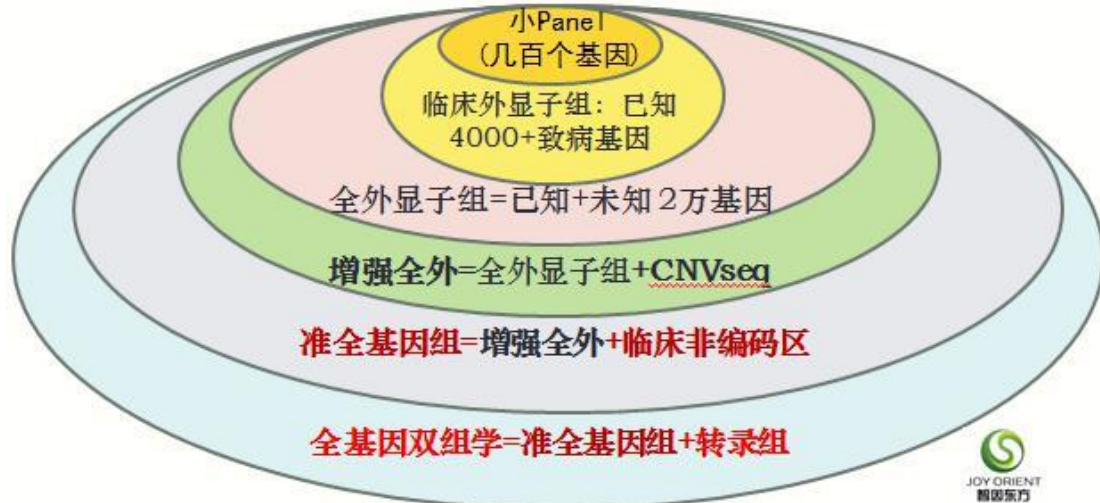 小Panel
(几百个基因)
临床外显子组：已知
4000+致病基因
全外显子组=已知+未知2万基因
增强全外=全外显子组+CNVseq
准全基因组=增强全外+临床非编码区
全基因双组学=准全基因组+转录组
JOY ORIENT
智因东方